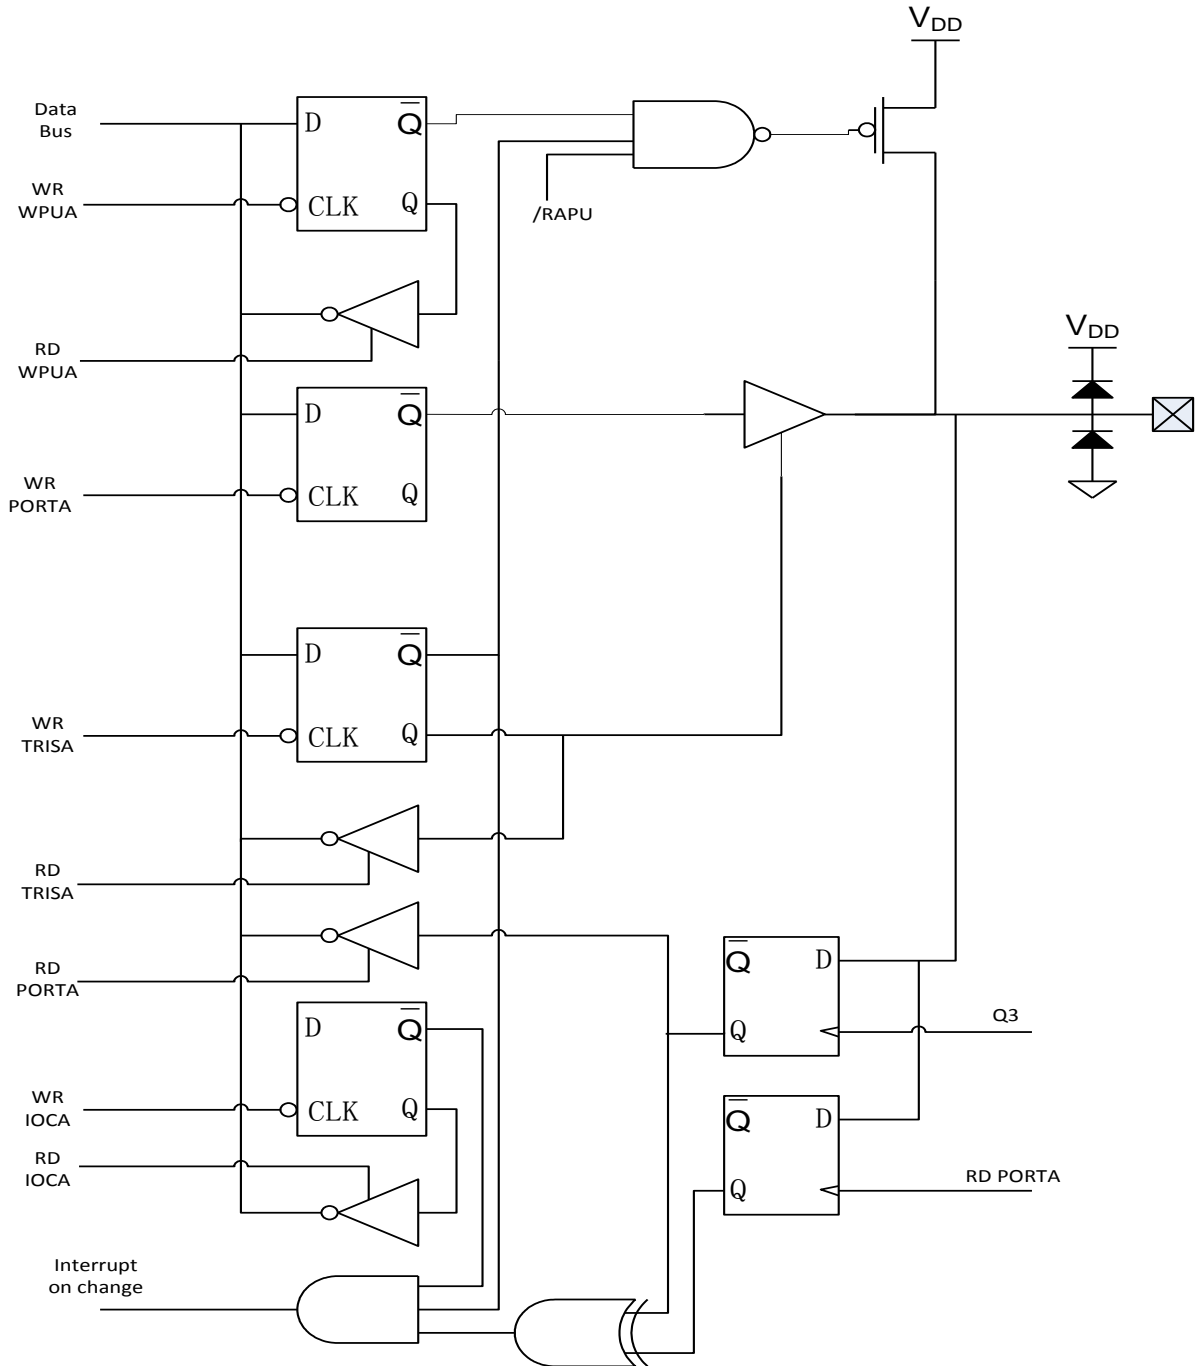 VDD
Data
Bus
D
Q
WR
WPUA
CLK
Q
/RAPU
RD
WPUA
VDD
D
Q
WR
PORTA
CLK
Q
D
Q
WR
TRISA
CLK
Q
RD
TRISA
RD
PORTA
Q
D
Q
Q3
D
Q
WR
IOCA
CLK
Q
RD
IOCA
Q
D
Q
RD PORTA
Interrupt
on change